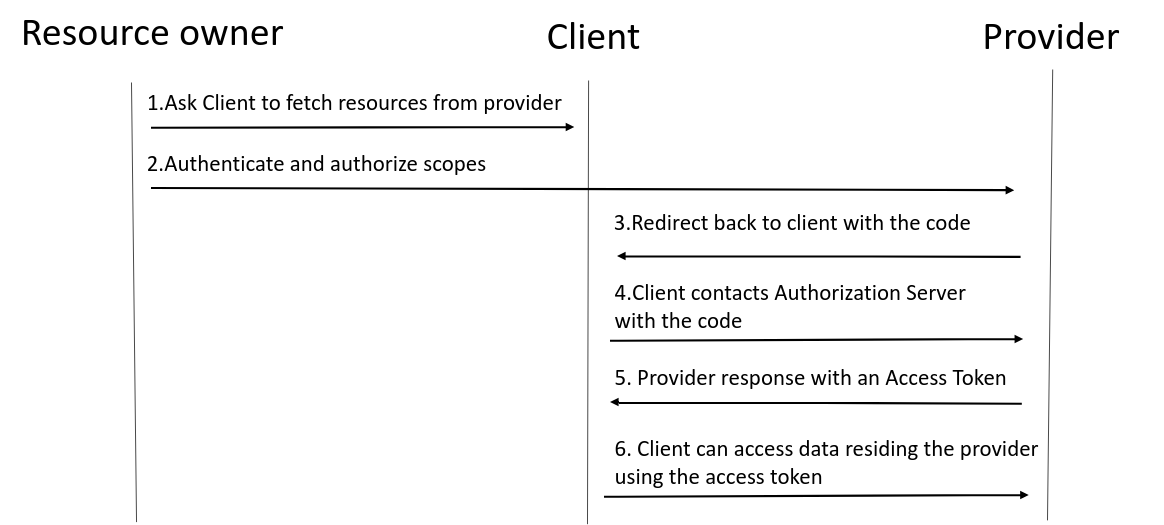 Resource owner
Client
Provider
1.Ask Client to fetch resources from provider
2.Authenticate and authorize scopes
3.Redirect back to client with the code
4.Client contacts Authorization Server
with the code
5. Provider response with an Access Token
6. Client can access data residing the provider
using the access token